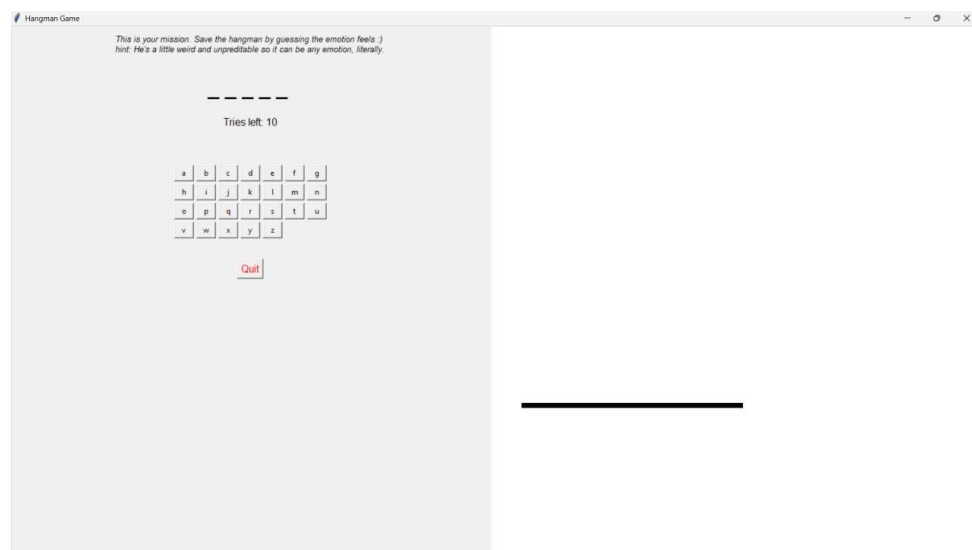 Hangman Game
This is your mission. Save the hangman by guessing the emotion feels :)
hint: He's a little weird and unpreditable so it can be any emotion, literally.
_ _ _ _ _
Tries left: 10
a b c d e f g
h i j k l m n
o p q r s t u
v w x y z
Quit